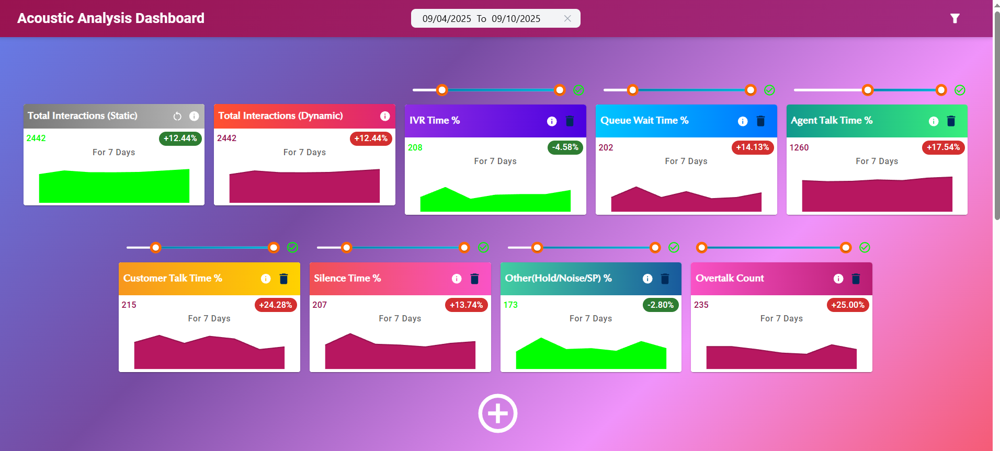 Acoustic Analysis Dashboard
09/04/2025 To 09/10/2025
Total Interactions (Static)
2442
+12.44%
For 7 Days
Total Interactions (Dynamic)
2442
+12.44%
For 7 Days
IVR Time %
208
-4.58%
For 7 Days
Queue Wait Time %
202
+14.13%
For 7 Days
Agent Talk Time %
1260
+17.54%
For 7 Days
Customer Talk Time %
215
+24.28%
For 7 Days
Silence Time %
207
+13.74%
For 7 Days
Other(Hold/Noise/SP) %
173
-2.80%
For 7 Days
Overtalk Count
235
+25.00%
For 7 Days